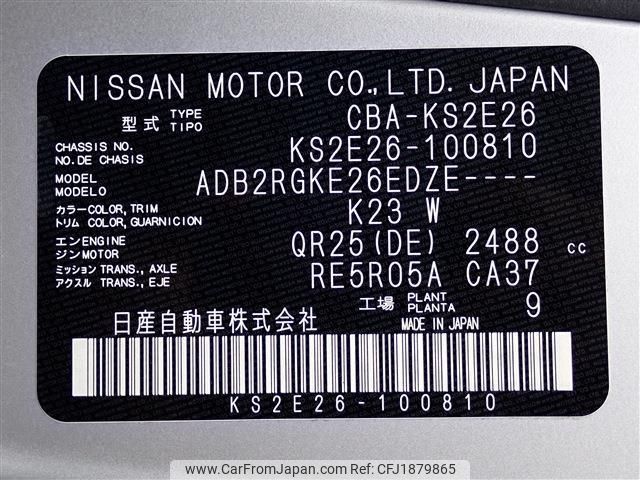 NISSAN MOTOR CO.,LTD. JAPAN
型式 TYPE TIPO CBA-KS2E26
CHASSIS NO. NO.DE CHASIS KS2E26-100810
MODEL MODELO ADB2RGKE26EDZE----
カラー COLOR, TRIM トリム COLOR, GUARNICION K23 W
エンジン ENGINE MOTOR QR25(DE) 2488 cc
ミッション TRANS., AXLE アクスル TRANS., EJE RE5R05A CA37
工場 PLANT PLANTA 9
日産自動車株式会社 MADE IN JAPAN
KS2E26-100810
www.CarFromJapan.com - CFJ1879865